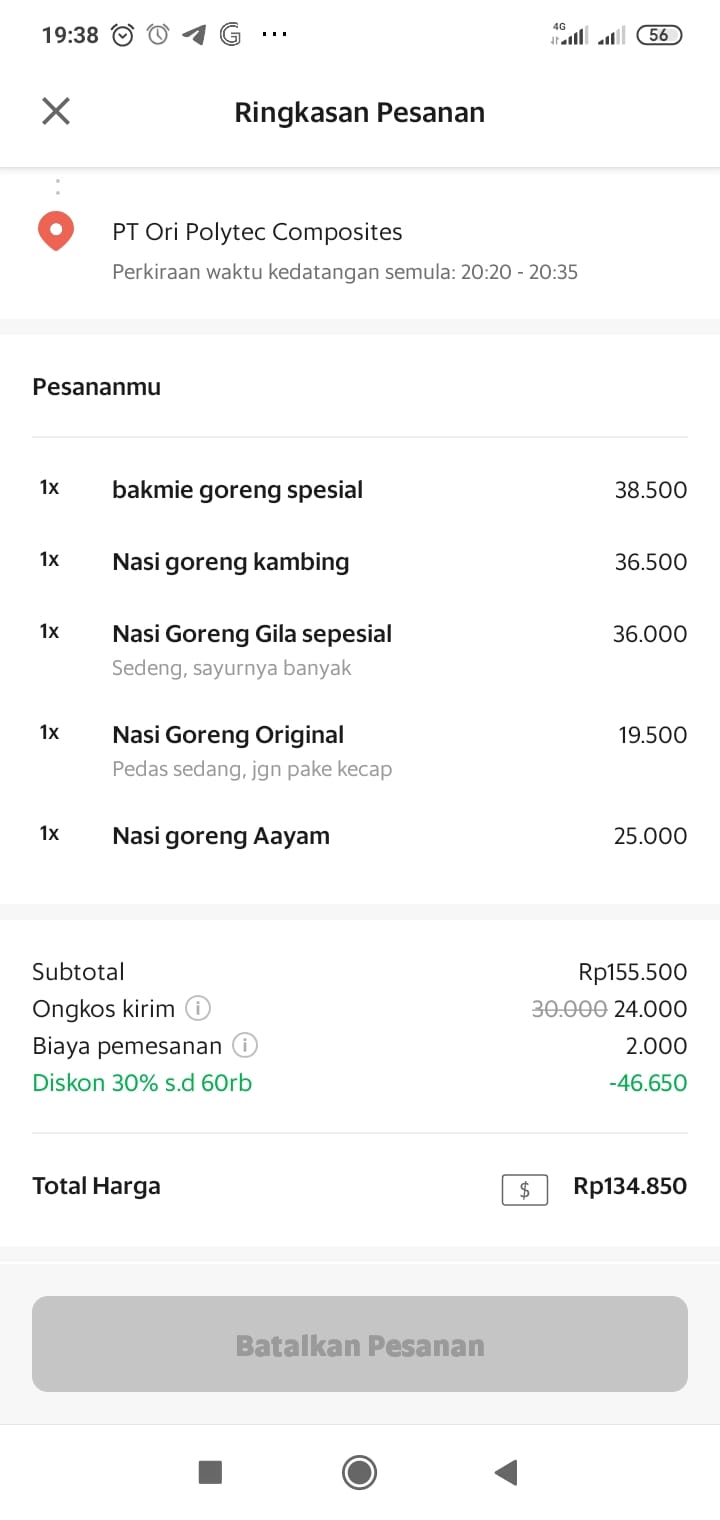 19:38
4G
56
Ringkasan Pesanan
PT Ori Polytec Composites
Perkiraan waktu kedatangan semula: 20:20 - 20:35
Pesananmu
1x bakmie goreng spesial 38.500
1x Nasi goreng kambing 36.500
1x Nasi Goreng Gila sepesial 36.000
Sedeng, sayurnya banyak
1x Nasi Goreng Original 19.500
Pedas sedang, jgn pake kecap
1x Nasi goreng Aayam 25.000
Subtotal Rp155.500
Ongkos kirim 30.000 24.000
Biaya pemesanan 2.000
Diskon 30% s.d 60rb -46.650
Total Harga $ Rp134.850
Batalkan Pesanan